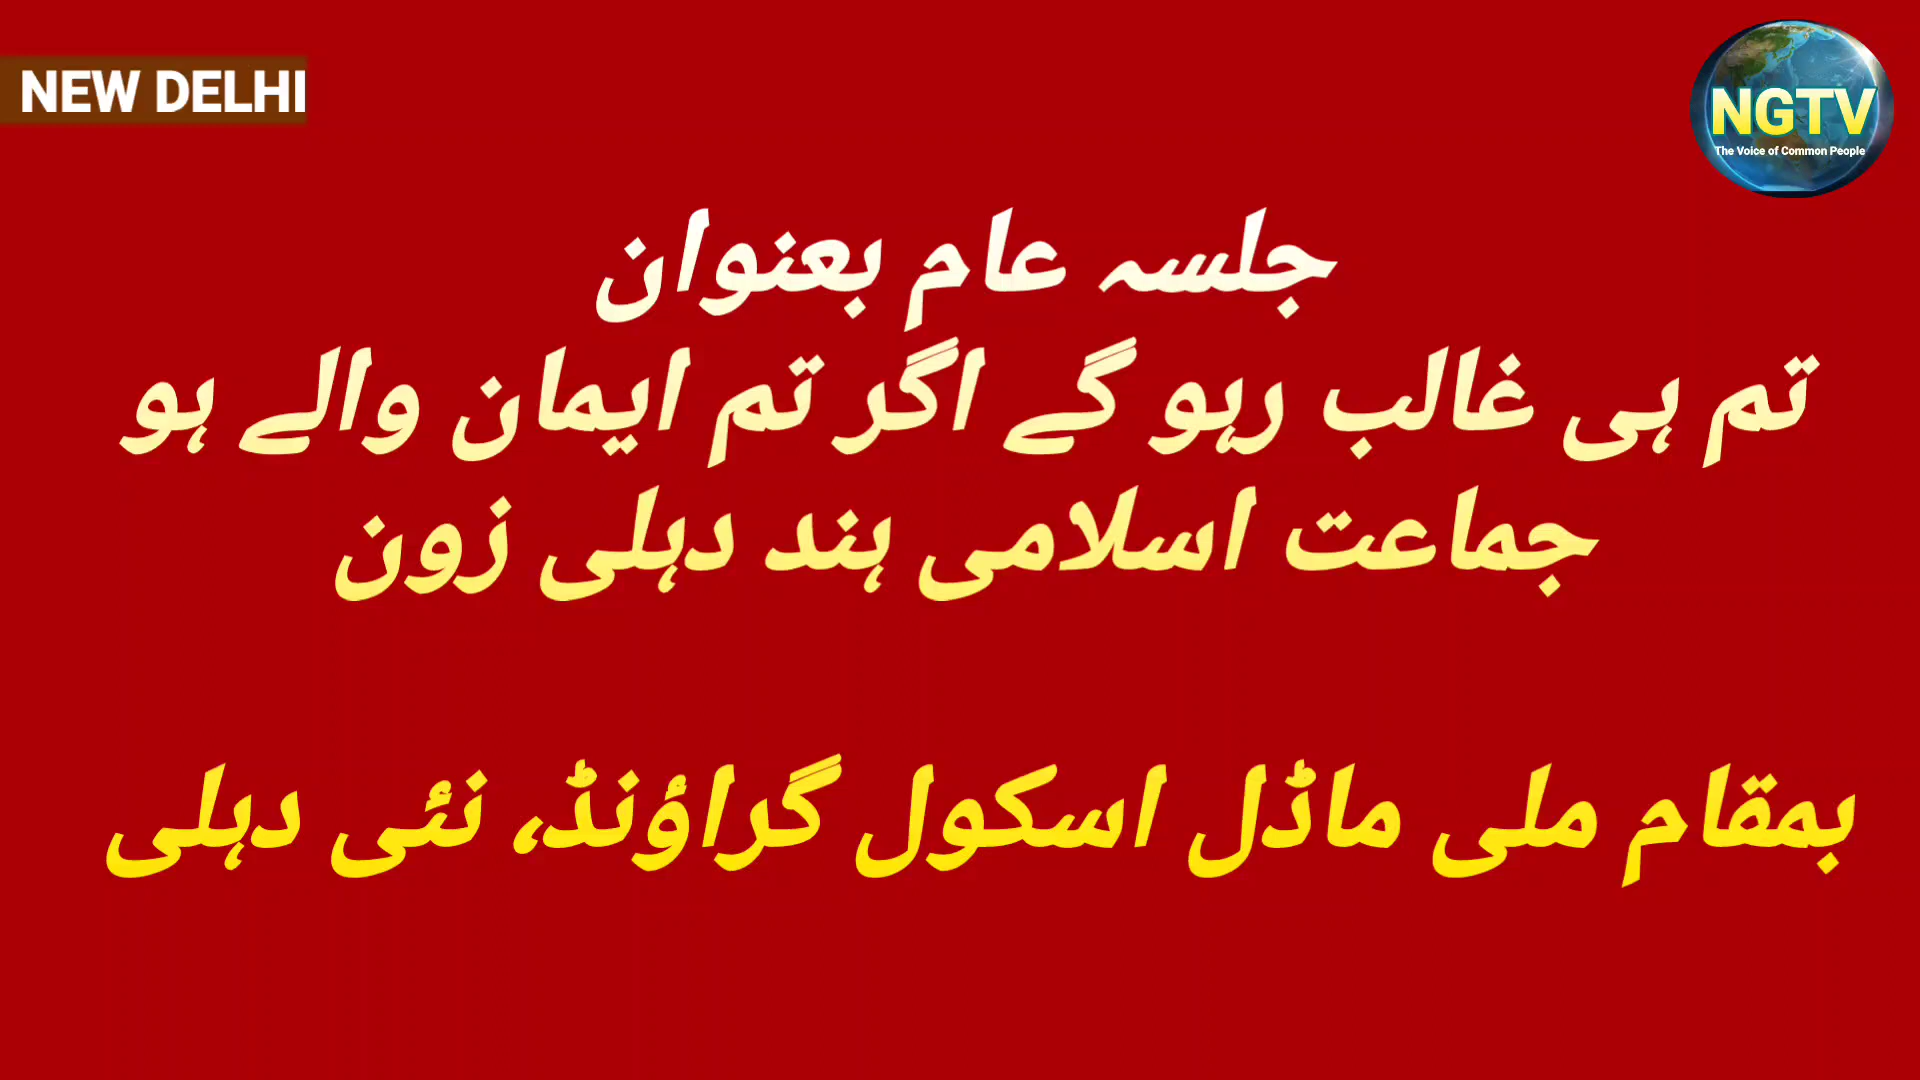 NEW DELHI
NGTV
The Voice of Common People
جلسہ عام بعنوان
تم ہی غالب رہو گے اگر تم ایمان والے ہو
جماعت اسلامی ہند دہلی زون
بمقام ملی ماڈل اسکول گراؤنڈ، نئی دہلی